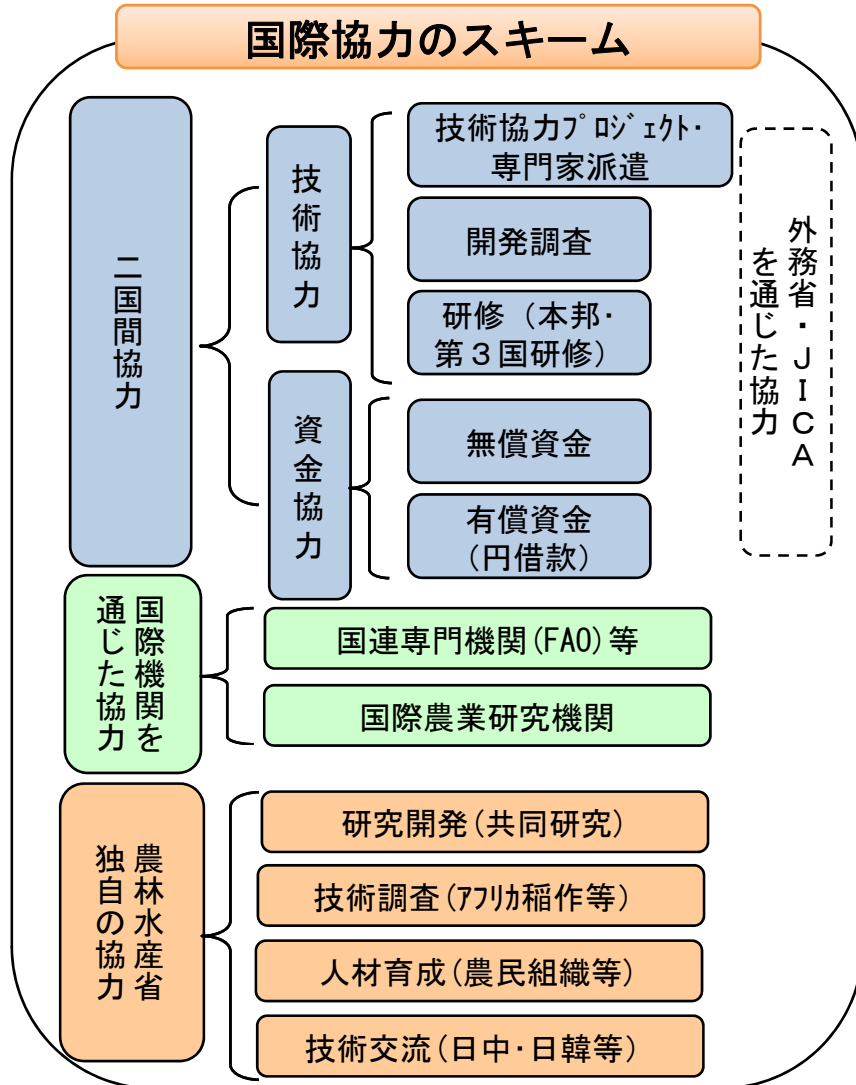 国際協力のスキーム
二国間協力
技術協力
技術協力ﾌﾟﾛｼﾞｪｸﾄ・
専門家派遣
開発調査
研修（本邦・
第３国研修）
資金協力
無償資金
有償資金
(円借款)
外務省・ＪＩＣＡ
を通じた協力
国際機関を
通じた協力
国連専門機関(FAO)等
国際農業研究機関
農林水産省
独自の協力
研究開発(共同研究)
技術調査(ｱﾌﾘｶ稲作等)
人材育成(農民組織等)
技術交流(日中・日韓等)